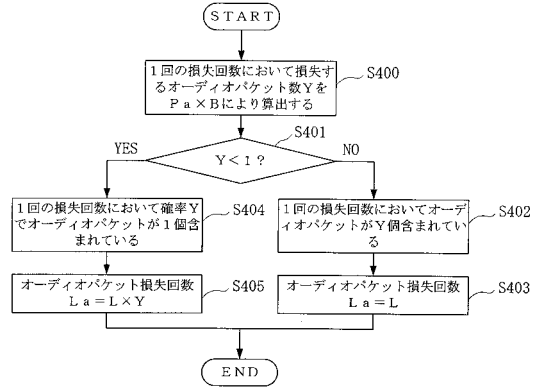 START
1回の損失回数において損失す
るオーディオパケット数Yを
Pa×Bにより算出する
S400
S401
YES
Y<1?
NO
1回の損失回数において確率Y
でオーディオパケットが1個含
まれている
S404
1回の損失回数においてオーデ
ィオパケットがY個含まれてい
る
S402
オーディオパケット損失回数
La=L×Y
S405
オーディオパケット損失回数
La=L
S403
END